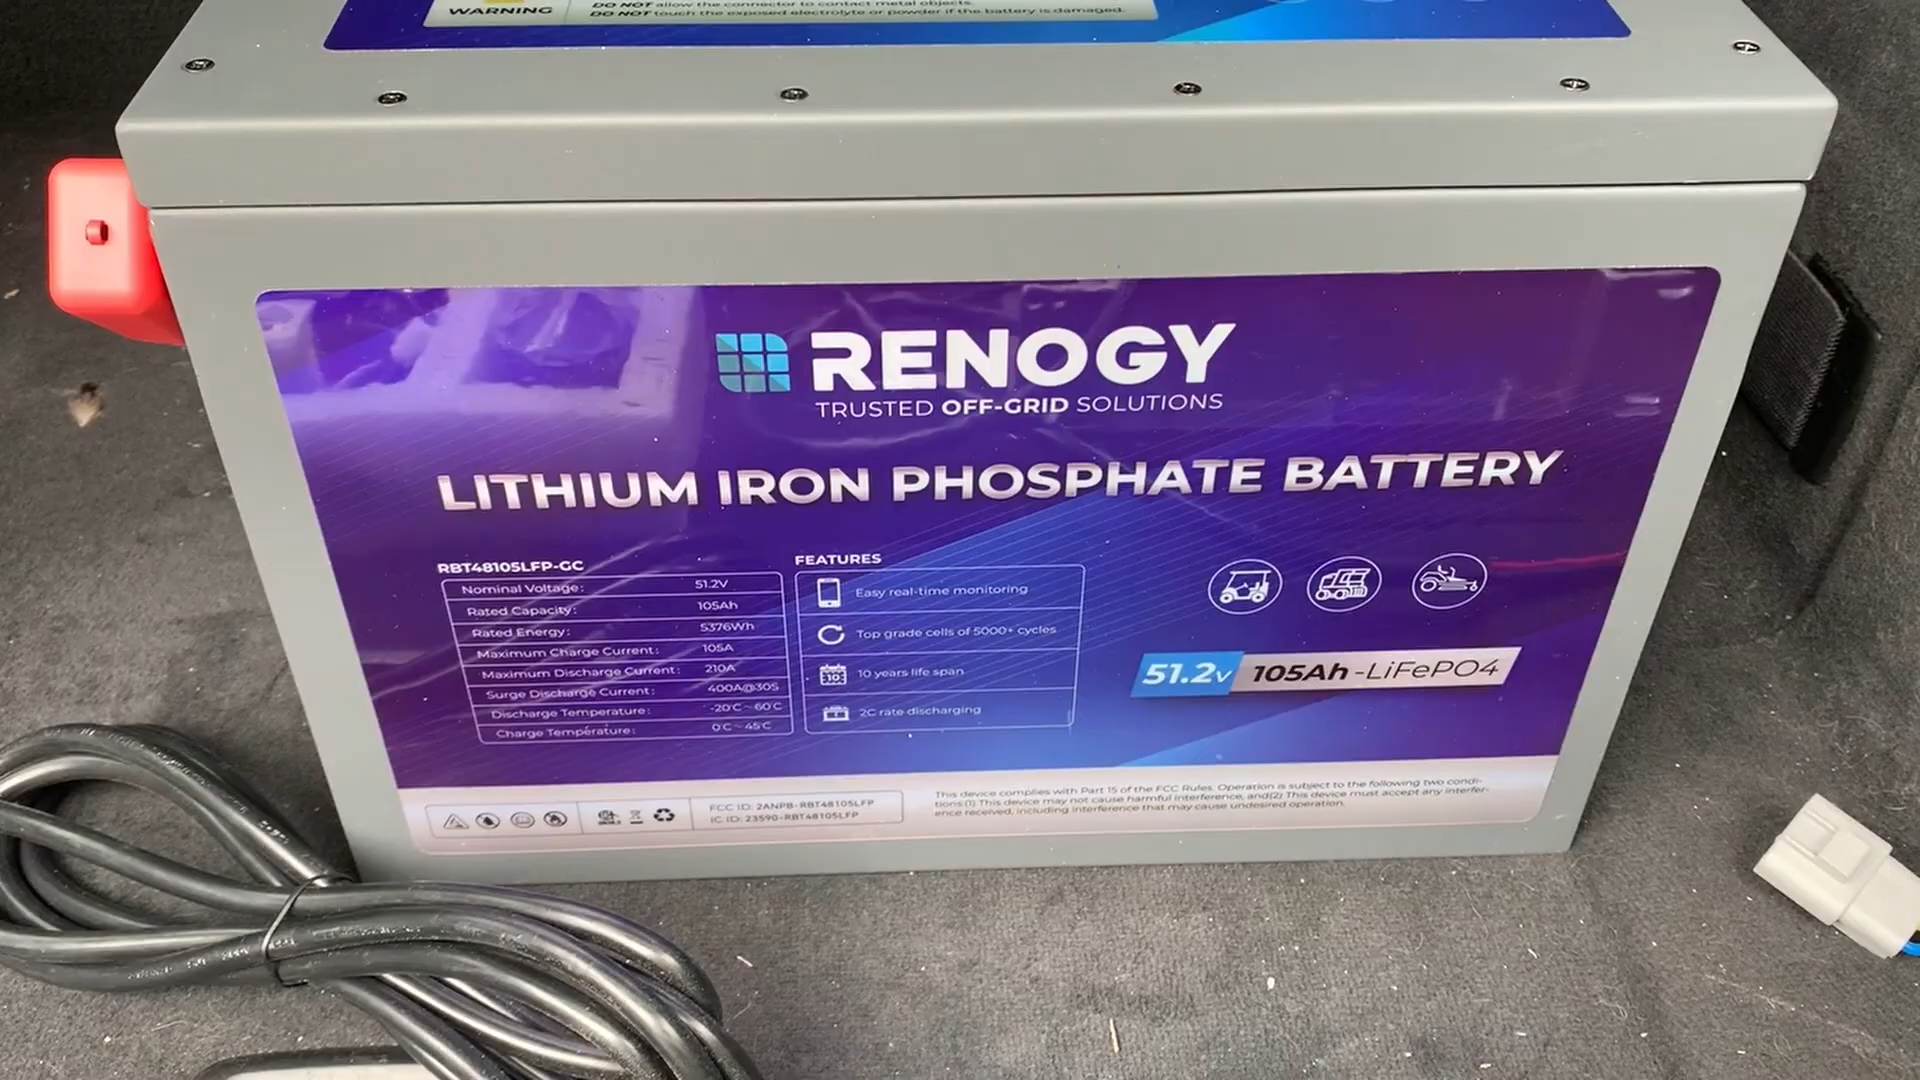 WARNING
DO NOT allow the connector to contact metal objects.
DO NOT touch the exposed electrolyte or powder if the battery is damaged.
RENOGY
TRUSTED OFF-GRID SOLUTIONS
LITHIUM IRON PHOSPHATE BATTERY
RBT48105LFP-GC
Nominal Voltage: 51.2V
Rated Capacity: 105Ah
Rated Energy: 5376Wh
Maximum Charge Current: 105A
Maximum Discharge Current: 210A
Surge Discharge Current: 400A@30S
Discharge Temperature: -20°C~60°C
Charge Temperature: 0°C~45°C
FEATURES
Easy real-time monitoring
Top grade cells of 5000+ cycles
10 years life span
2C rate discharging
51.2V 105Ah-LiFePO4
FCC ID: 2ANPB-RBT48105LFP
IC ID: 23590-RBT48105LFP
This device complies with Part 15 of the FCC Rules. Operation is subject to the following two condi-
tions:(1) This device may not cause harmful interference, and(2) This device must accept any interfer-
ence received, including interference that may cause undesired operation.